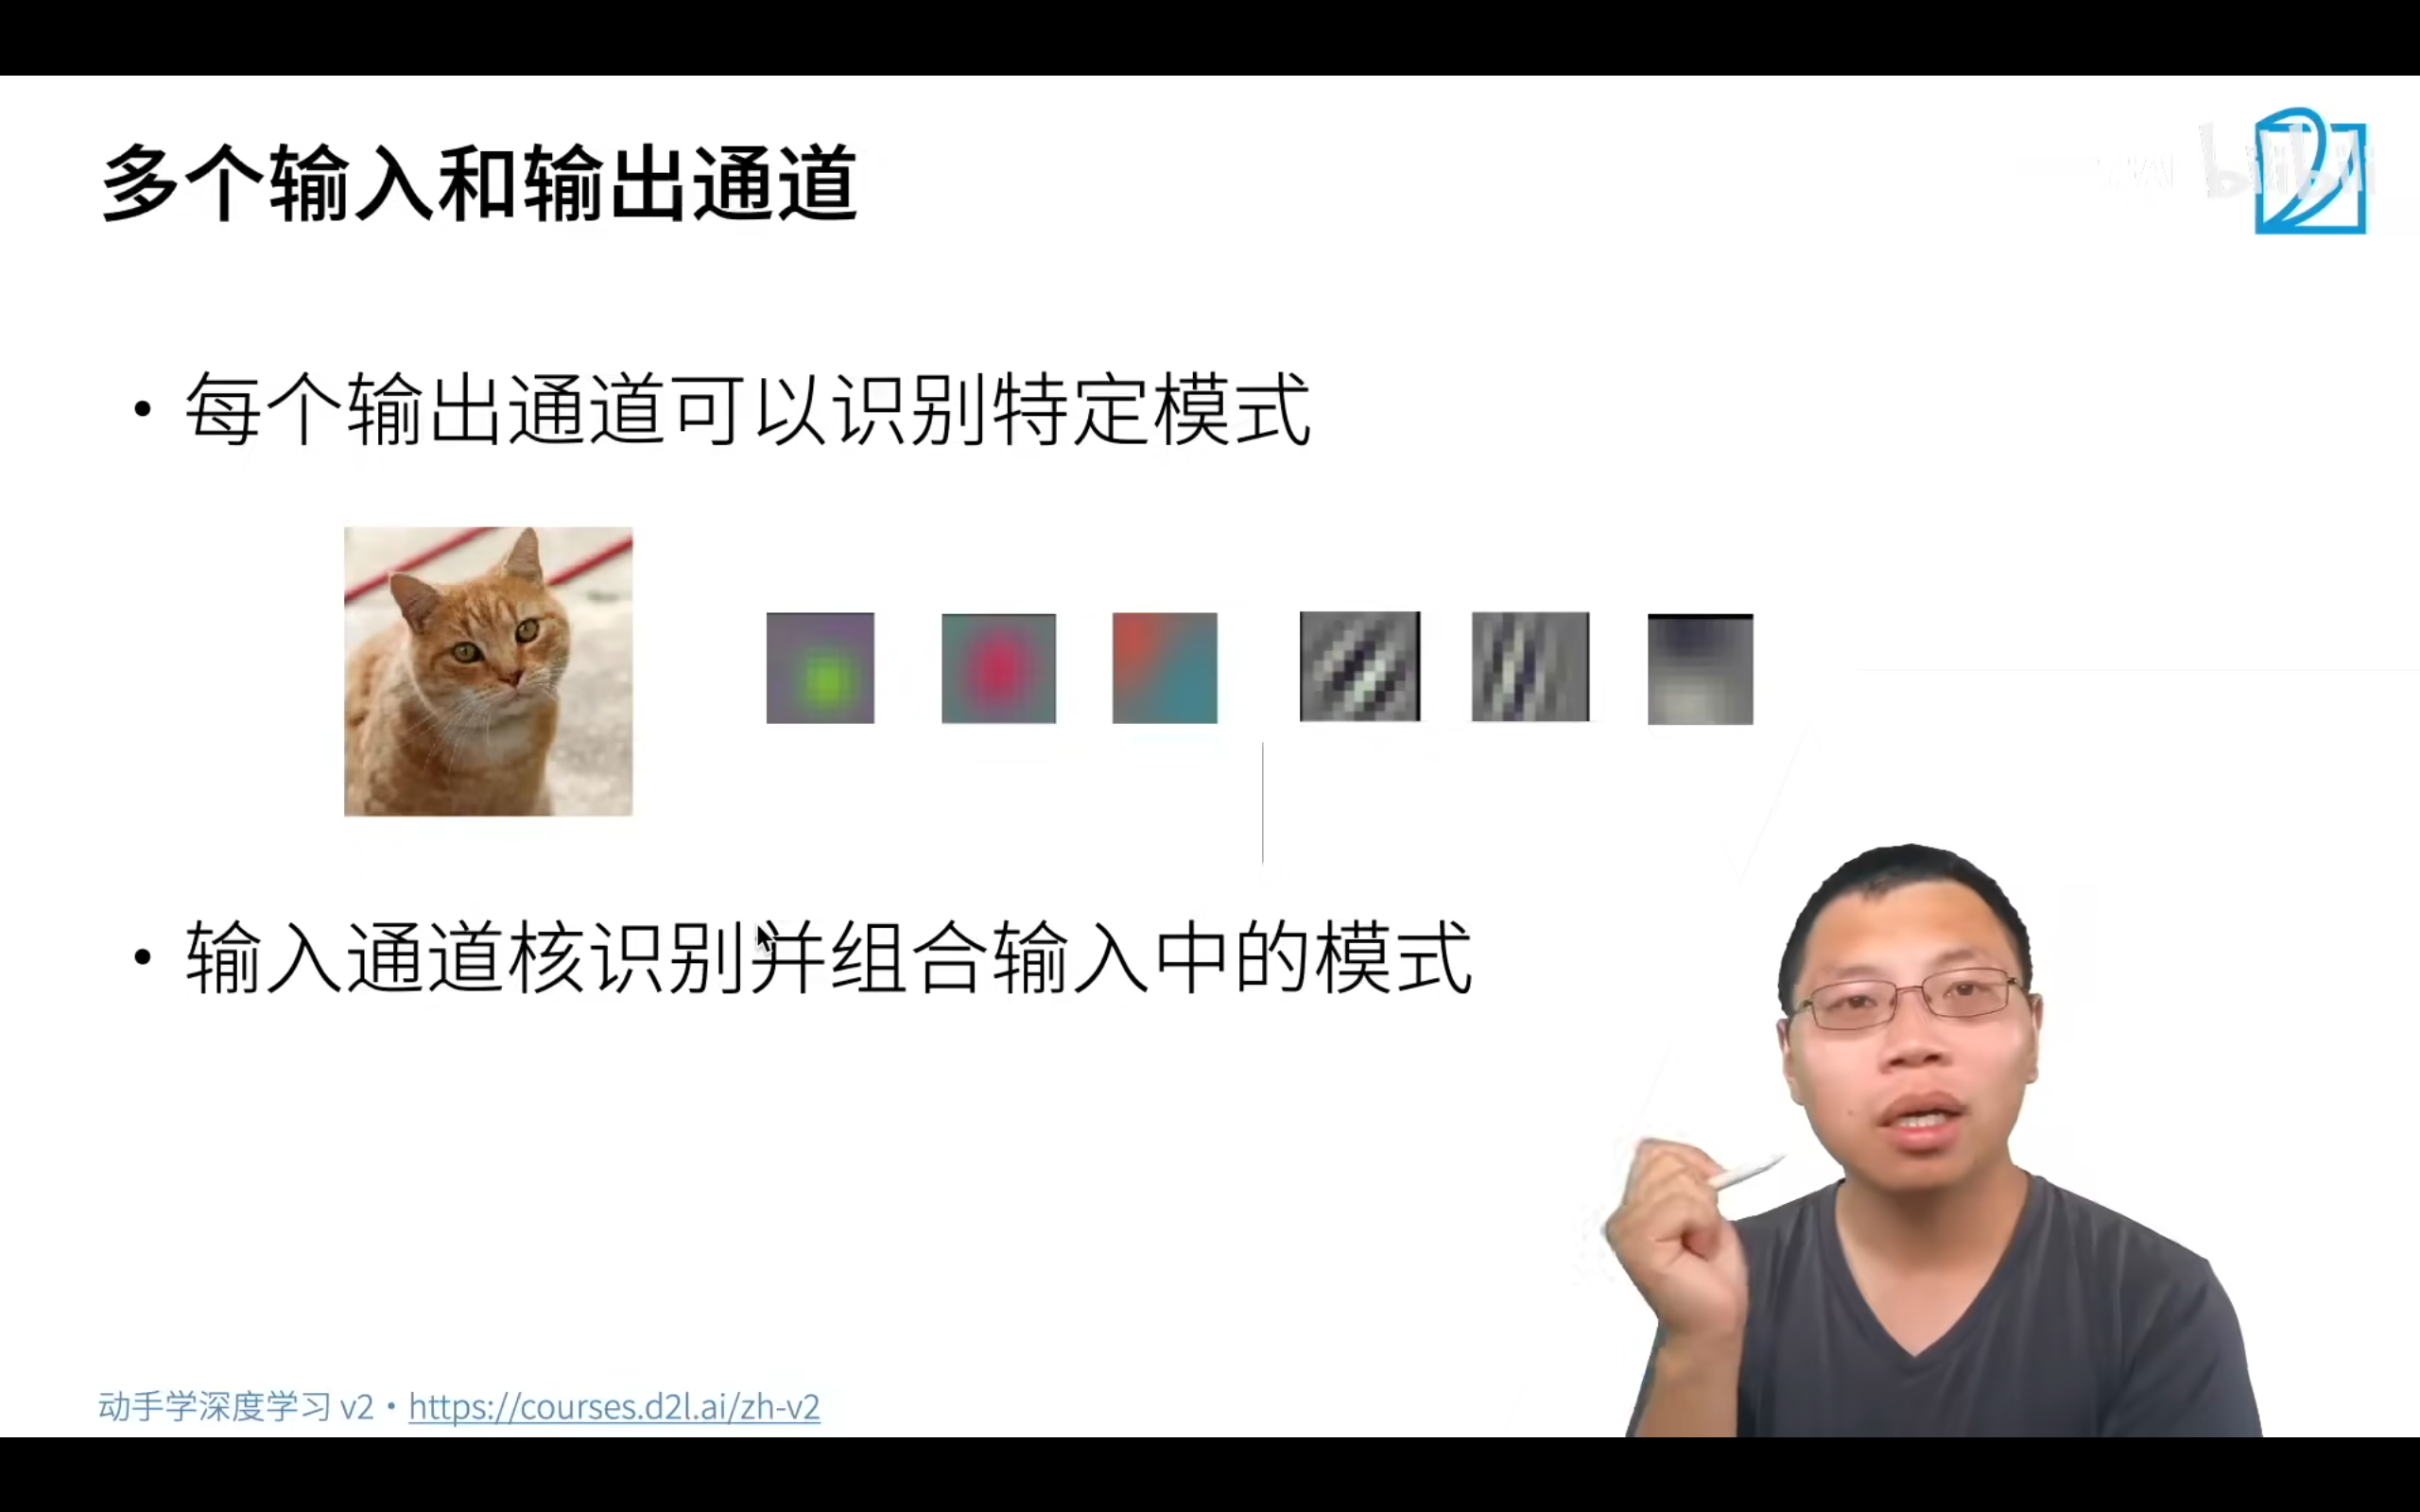 多个输入和输出通道
bilibili
• 每个输出通道可以识别特定模式
• 输入通道核识别并组合输入中的模式
动手学深度学习 v2 • https://courses.d2l.ai/zh-v2